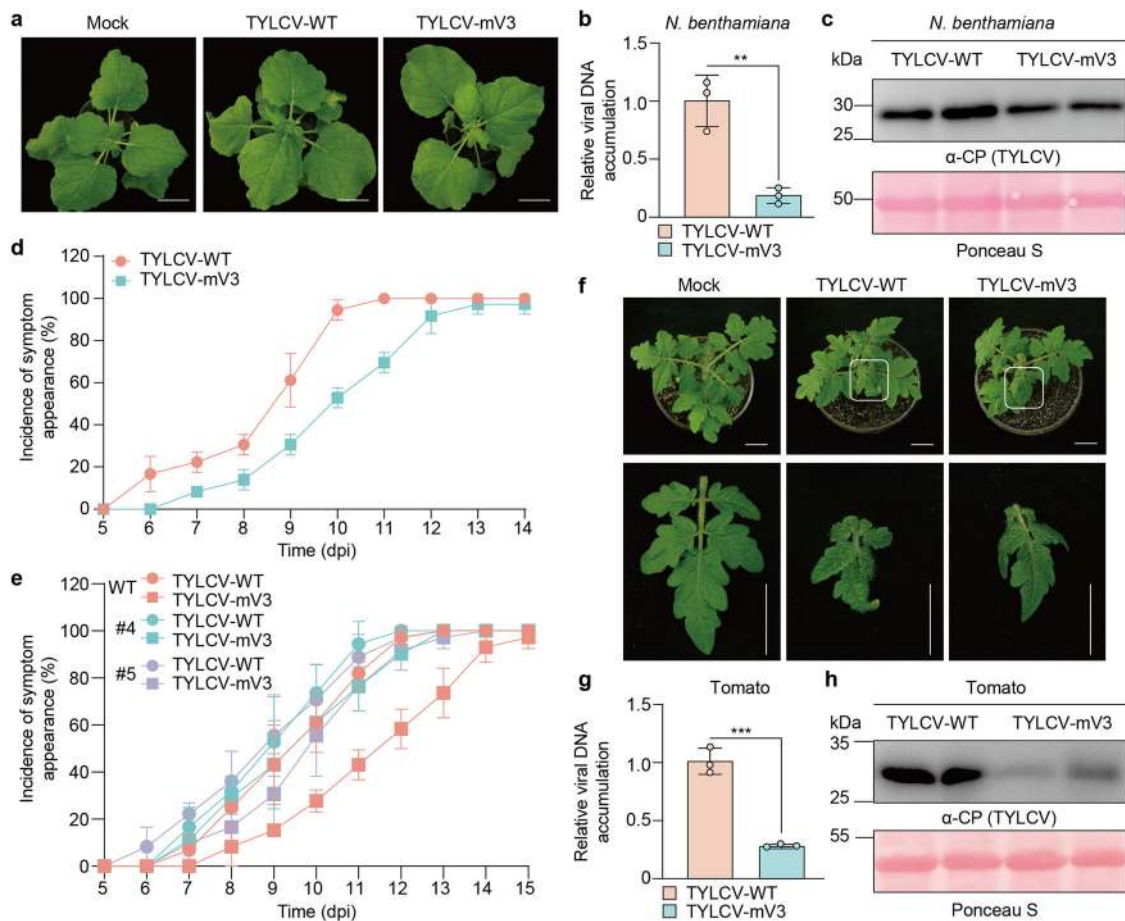 a
Mock
TYLCV-WT
TYLCV-mV3
b
N. benthamiana
Relative viral DNA
accumulation
1.5
1.0
0.5
0
**
TYLCV-WT
TYLCV-mV3
c
N. benthamiana
kDa
TYLCV-WT
TYLCV-mV3
30
25
α-CP (TYLCV)
50
Ponceau S
d
TYLCV-WT
TYLCV-mV3
Incidence of symptom
appearance (%)
120
100
80
60
40
20
0
5 6 7 8 9 10 11 12 13 14
Time (dpi)
e
WT
TYLCV-WT
TYLCV-mV3
#4
TYLCV-WT
TYLCV-mV3
#5
TYLCV-WT
TYLCV-mV3
Incidence of symptom
appearance (%)
120
100
80
60
40
20
0
5 6 7 8 9 10 11 12 13 14 15
Time (dpi)
f
Mock
TYLCV-WT
TYLCV-mV3
g
Tomato
Relative viral DNA
accumulation
1.5
1.0
0.5
0
***
TYLCV-WT
TYLCV-mV3
h
Tomato
kDa
TYLCV-WT
TYLCV-mV3
35
25
α-CP (TYLCV)
55
Ponceau S